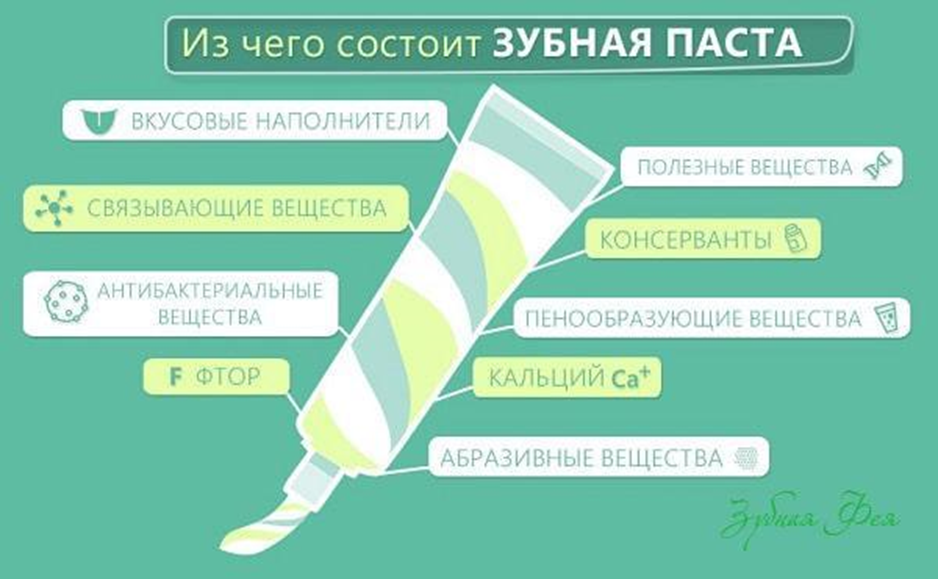 Из чего состоит ЗУБНАЯ ПАСТА
ВКУСОВЫЕ НАПОЛНИТЕЛИ
ПОЛЕЗНЫЕ ВЕЩЕСТВА
СВЯЗЫВАЮЩИЕ ВЕЩЕСТВА
КОНСЕРВАНТЫ
АНТИБАКТЕРИАЛЬНЫЕ
ВЕЩЕСТВА
ПЕНООБРАЗУЮЩИЕ ВЕЩЕСТВА
F ФТОР
КАЛЬЦИЙ Ca⁺
АБРАЗИВНЫЕ ВЕЩЕСТВА
Зубная Фея